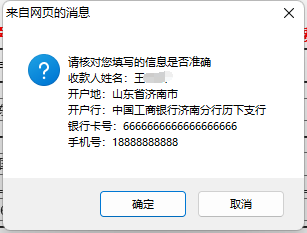 来自网页的消息
请核对您填写的信息是否准确
收款人姓名：王
开户地：山东省济南市
开户行：中国工商银行济南分行历下支行
银行卡号：6666666666666666666
手机号：18888888888
确定
取消